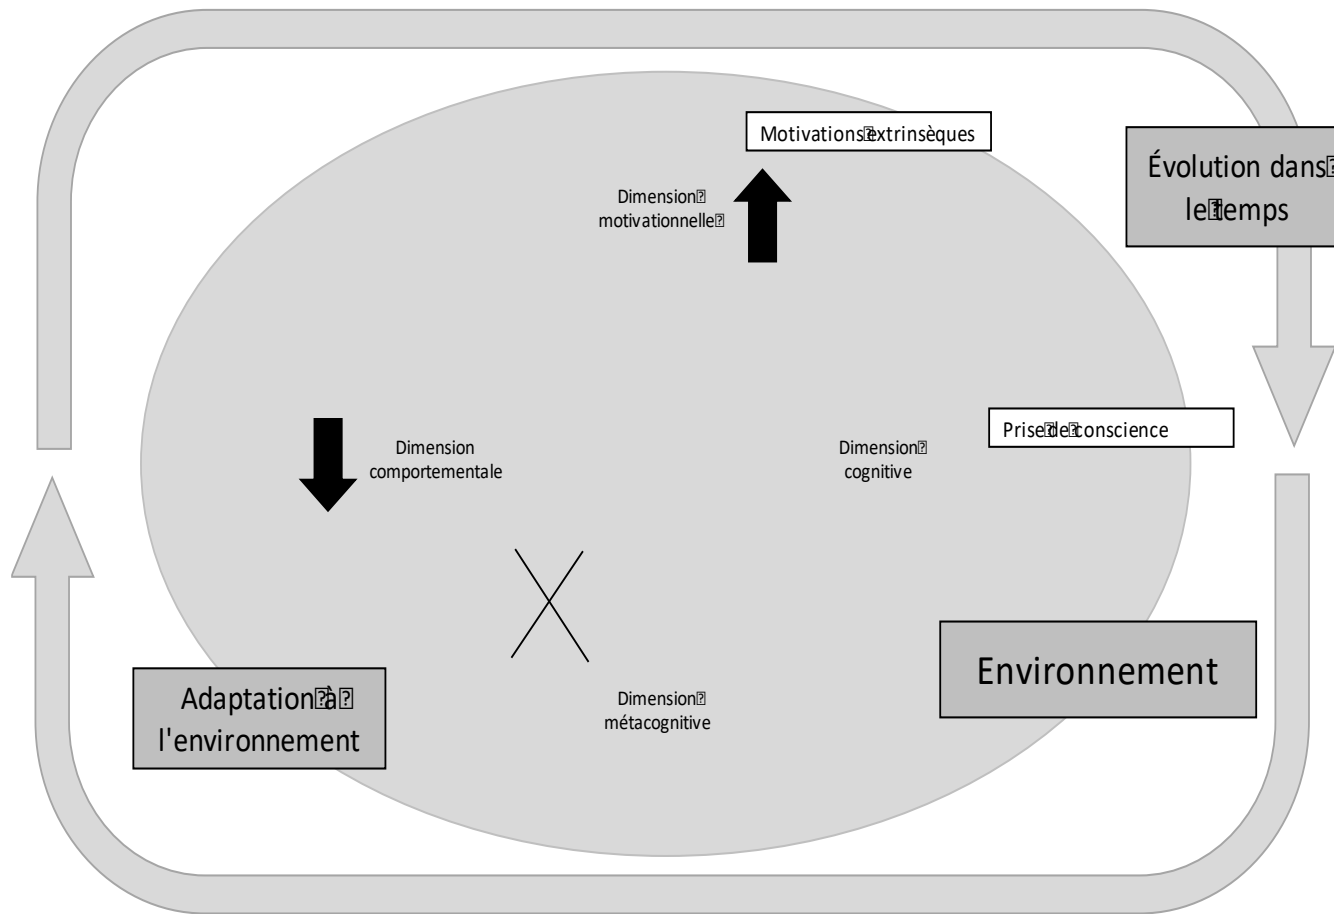 Motivations extrinsèques
Évolution dans
le temps
Dimension
motivationnelle
Dimension
comportementale
Dimension
cognitive
Prise de conscience
Environnement
Adaptation à
l'environnement
Dimension
métacognitive